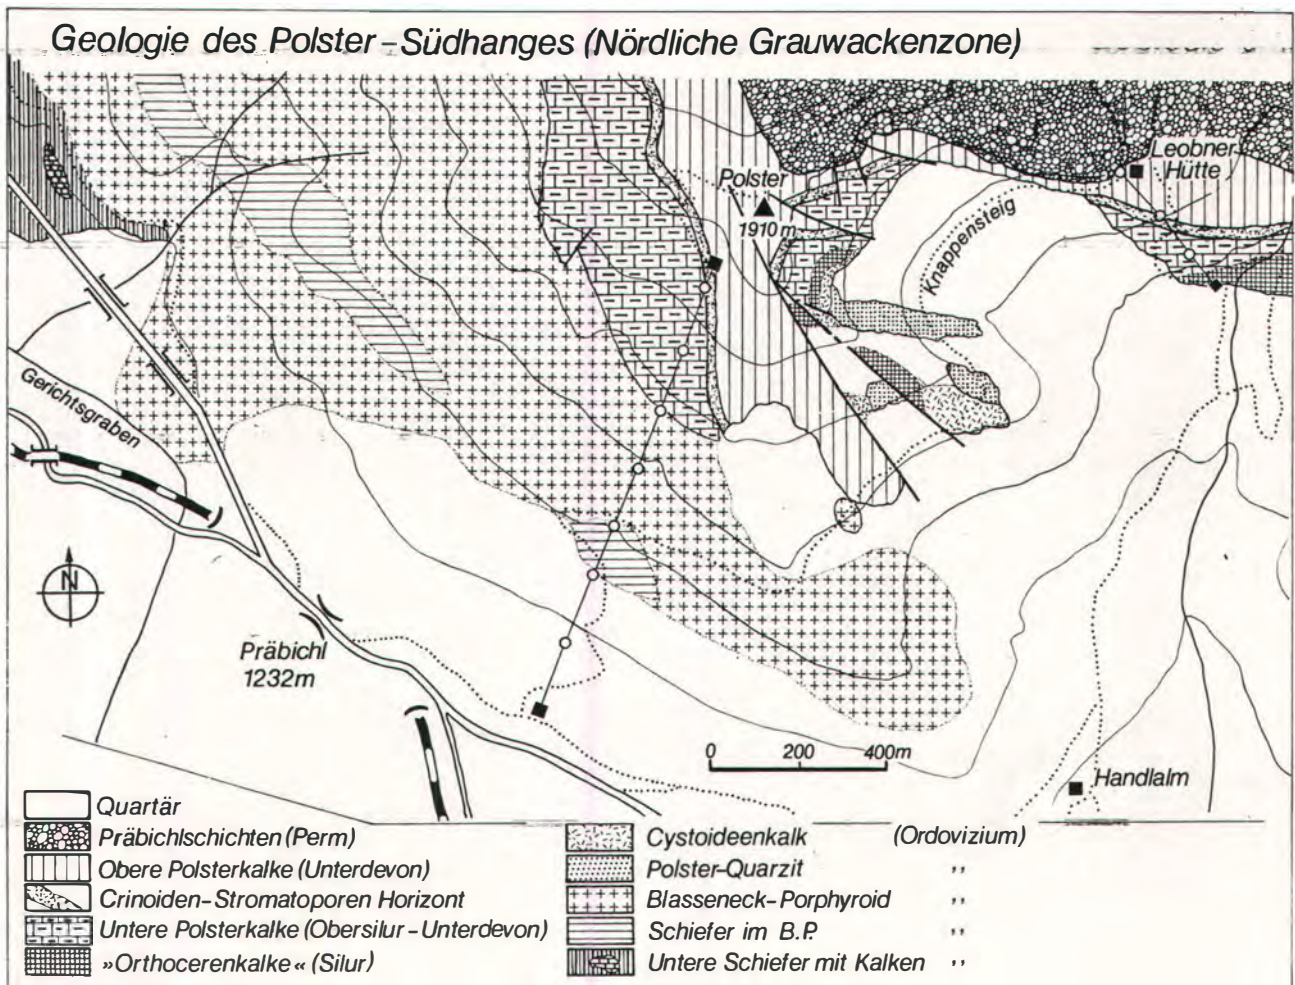 Geologie des Polster-Südhanges (Nördliche Grauwackenzone)
Leobner
Hütte
Polster
1910 m
Knappensteig
Gerichtsgraben
N
Präbichl
1232m
0 200 400m
Handlalm
Quartär
Präbichlschichten (Perm)
Obere Polsterkalke (Unterdevon)
Crinoiden-Stromatoporen Horizont
Untere Polsterkalke (Obersilur-Unterdevon)
»Orthocerenkalke« (Silur)
Cystoideenkalk (Ordovizium)
Polster-Quarzit ,,
Blasseneck-Porphyroid ,,
Schiefer im B.P. ,,
Untere Schiefer mit Kalken ,,